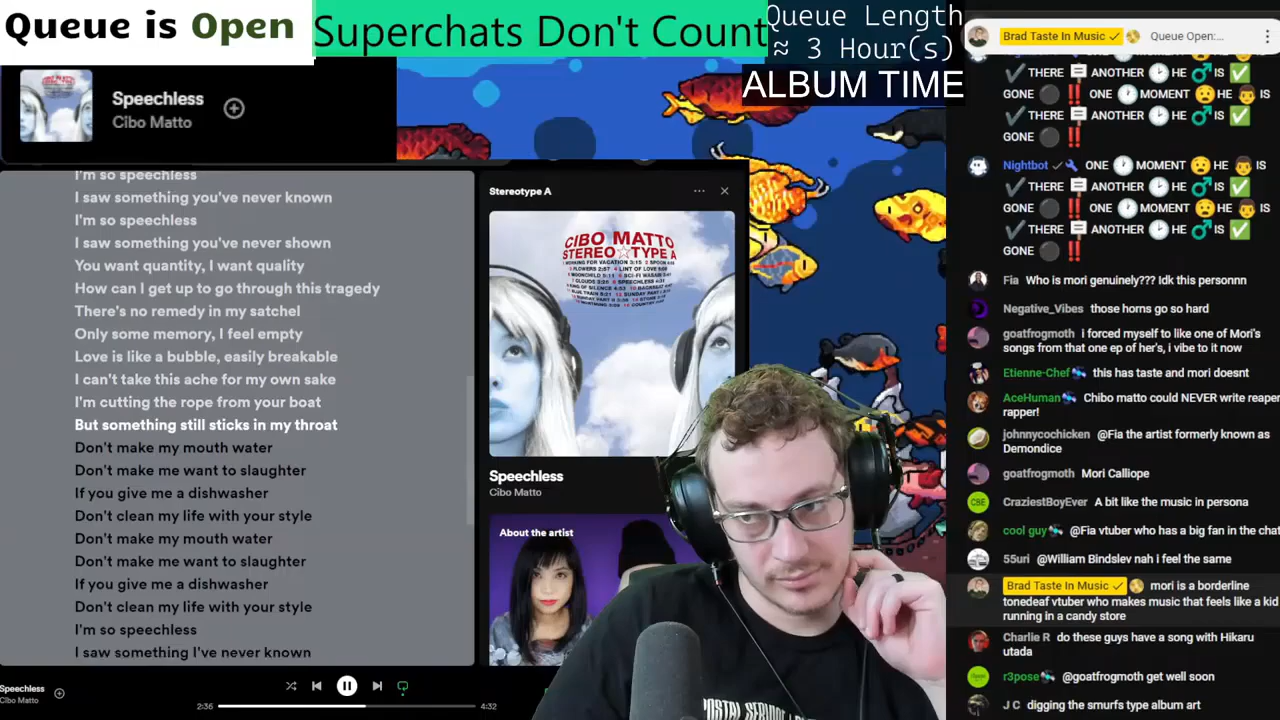 Queue is Open
Superchats Don't Count
Queue Length
≈ 3 Hour(s)
ALBUM TIME
Speechless
Cibo Matto
I'm so speechless
I saw something you've never known
I'm so speechless
I saw something you've never shown
You want quantity, I want quality
How can I get up to go through this tragedy
There's no remedy in my satchel
Only some memory, I feel empty
Love is like a bubble, easily breakable
I can't take this ache for my own sake
I'm cutting the rope from your boat
But something still sticks in my throat
Don't make my mouth water
Don't make me want to slaughter
If you give me a dishwasher
Don't clean my life with your style
Don't make my mouth water
Don't make me want to slaughter
If you give me a dishwasher
Don't clean my life with your style
I'm so speechless
I saw something I've never known
Stereotype A
CIBO MATTO
STEREO☆TYPE A
Speechless
Cibo Matto
About the artist
Speechless
Cibo Matto
2:36
4:32
POSTAL SERVICE
Brad Taste In Music ✓ Queue Open:...
✔️ THERE ANOTHER 🕑 HE ♂️ IS ✅
GONE ⚫ ‼️ ONE 🕐 MOMENT 😧 HE 👨 IS
✔️ THERE ANOTHER 🕑 HE ♂️ IS ✅
GONE ⚫ ‼️
Nightbot ✓ 🔧 ONE 🕐 MOMENT 😧 HE 👨 IS
✔️ THERE ANOTHER 🕑 HE ♂️ IS ✅
GONE ⚫ ‼️ ONE 🕐 MOMENT 😧 HE 👨 IS
✔️ THERE ANOTHER 🕑 HE ♂️ IS ✅
GONE ⚫ ‼️
Fia Who is mori genuinely??? Idk this personnn
Negative_Vibes those horns go so hard
goatfrogmoth i forced myself to like one of Mori's
songs from that one ep of her's, i vibe to it now
Etienne-Chef this has taste and mori doesnt
AceHuman Chibo matto could NEVER write reaper
rapper!
johnnycochicken @Fia the artist formerly known as
Demondice
goatfrogmoth Mori Calliope
CBE CraziestBoyEver A bit like the music in persona
cool guy @Fia vtuber who has a big fan in the chat
55uri @William Bindslev nah i feel the same
Brad Taste In Music ✓ mori is a borderline
tonedeaf vtuber who makes music that feels like a kid
running in a candy store
Charlie R do these guys have a song with Hikaru
utada
r3pose @goatfrogmoth get well soon
J C digging the smurfs type album art